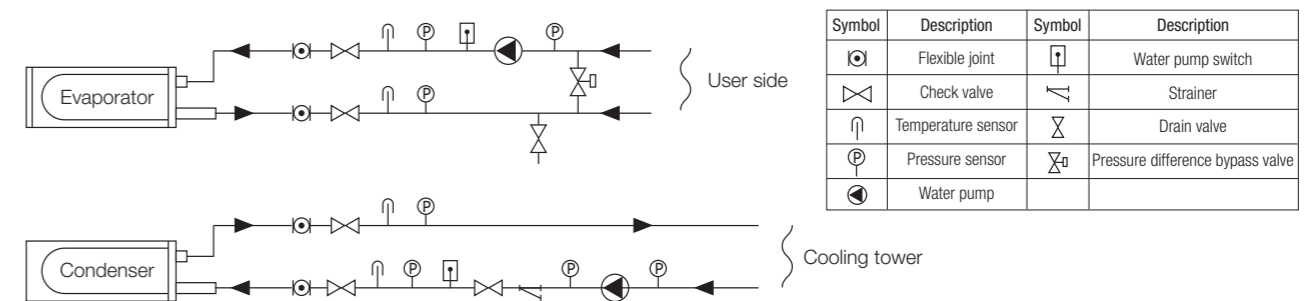 Evaporator
P
P
P
User side
Condenser
P
P
P
P
Cooling tower
Symbol Description Symbol Description
Flexible joint Water pump switch
Check valve Strainer
Temperature sensor Drain valve
P Pressure sensor Pressure difference bypass valve
Water pump